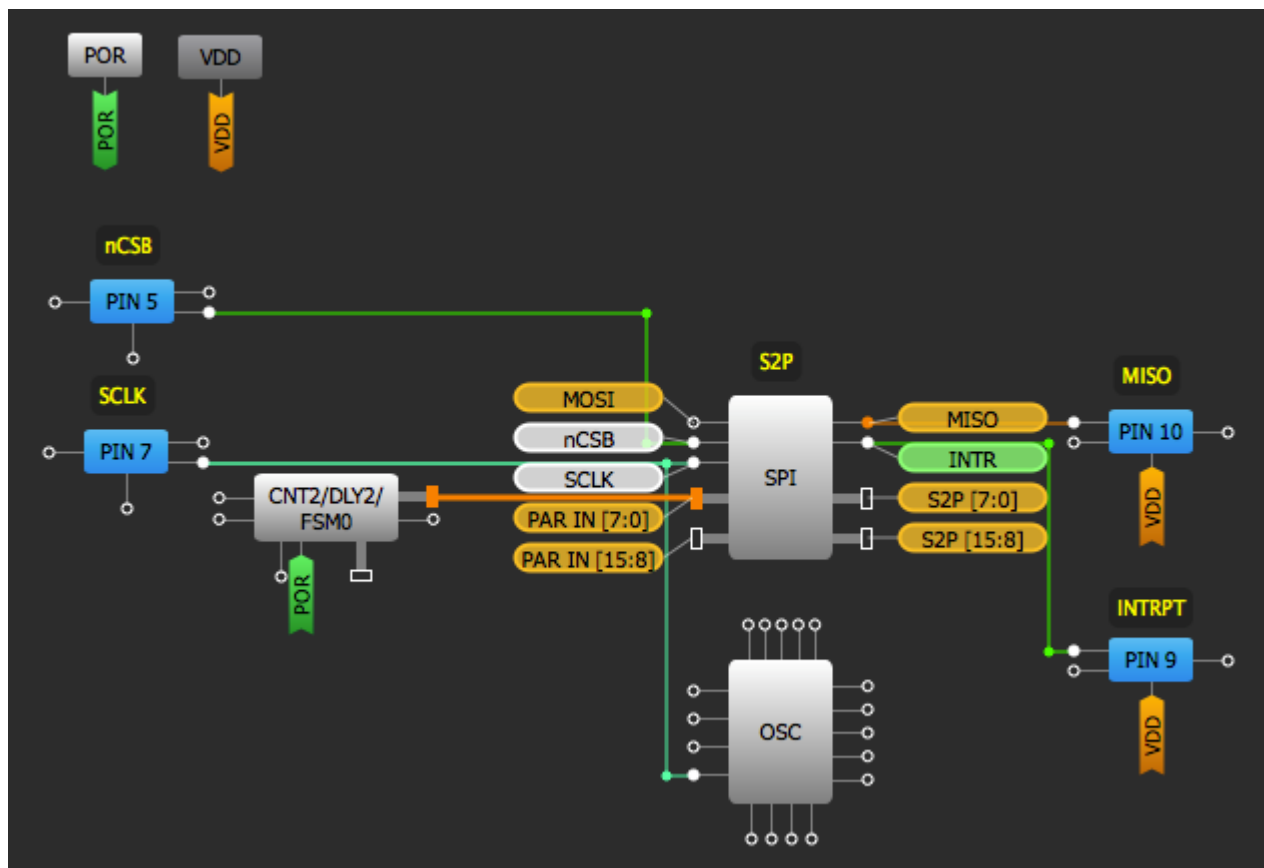 POR
VDD
POR
VDD
nCSB
PIN 5
S2P
MISO
SCLK
MOSI
MISO
PIN 10
nCSB
PIN 7
INTR
SPI
SCLK
CNT2/DLY2/
FSM0
S2P [7:0]
PAR IN [7:0]
VDD
S2P [15:8]
PAR IN [15:8]
POR
INTRPT
PIN 9
OSC
VDD